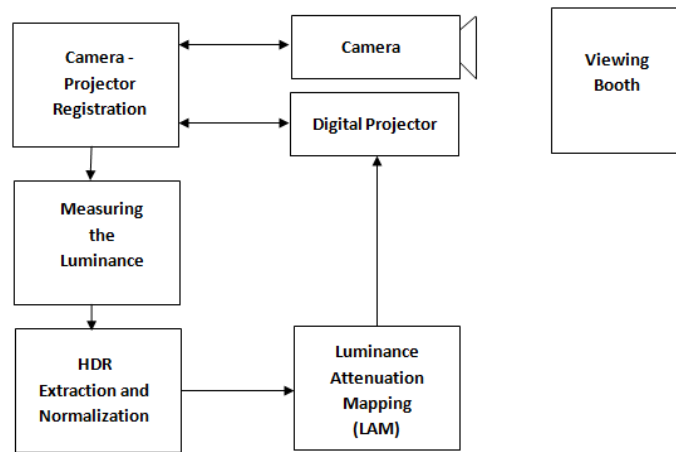 Camera -
Projector
Registration
Camera
Viewing
Booth
Digital Projector
Measuring
the
Luminance
HDR
Extraction and
Normalization
Luminance
Attenuation
Mapping
(LAM)